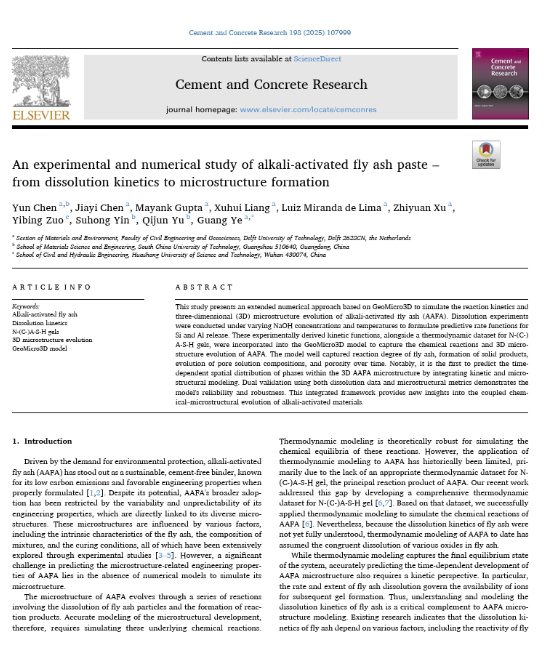 Cement and Concrete Research 198 (2025) 107999
Contents lists available at ScienceDirect
Cement and Concrete Research
journal homepage: www.elsevier.com/locate/cemconres
ELSEVIER
Cement and
Concrete
Research
Check for
updates
An experimental and numerical study of alkali-activated fly ash paste –
from dissolution kinetics to microstructure formation
Yun Chen a,b, Jiayi Chen a, Mayank Gupta a, Xuhui Liang a, Luiz Miranda de Lima a, Zhiyuan Xu a,
Yibing Zuo c, Suhong Yin b, Qijun Yu b, Guang Ye a,*
a Section of Materials and Environment, Faculty of Civil Engineering and Geosciences, Delft University of Technology, Delft 2628CN, the Netherlands
b School of Materials Science and Engineering, South China University of Technology, Guangzhou 510640, Guangdong, China
c School of Civil and Hydraulic Engineering, Huazhong University of Science and Technology, Wuhan 430074, China
ARTICLE INFO
Keywords:
Alkali-activated fly ash
Dissolution kinetics
N-(C-)A-S-H gels
3D microstructure evolution
GeoMicro3D model
ABSTRACT
This study presents an extended numerical approach based on GeoMicro3D to simulate the reaction kinetics and
three-dimensional (3D) microstructure evolution of alkali-activated fly ash (AAFA). Dissolution experiments
were conducted under varying NaOH concentrations and temperatures to formulate predictive rate functions for
Si and Al release. These experimentally derived kinetic functions, alongside a thermodynamic dataset for N-(C-)
A-S-H gels, were incorporated into the GeoMicro3D model to capture the chemical reactions and 3D micro-
structure evolution of AAFA. The model well captured reaction degree of fly ash, formation of solid products,
evolution of pore solution compositions, and porosity over time. Notably, it is the first to predict the time-
dependent spatial distribution of phases within the 3D AAFA microstructure by integrating kinetic and micro-
structural modeling. Dual validation using both dissolution data and microstructural metrics demonstrates the
model's reliability and robustness. This integrated framework provides new insights into the coupled chem-
ical–microstructural evolution of alkali-activated materials.
1. Introduction
Driven by the demand for environmental protection, alkali-activated
fly ash (AAFA) has stood out as a sustainable, cement-free binder, known
for its low carbon emissions and favorable engineering properties when
properly formulated [1,2]. Despite its potential, AAFA's broader adop-
tion has been restricted by the variability and unpredictability of its
engineering properties, which are directly linked to its diverse micro-
structures. These microstructures are influenced by various factors,
including the intrinsic characteristics of the fly ash, the composition of
mixtures, and the curing conditions, all of which have been extensively
explored through experimental studies [3–5]. However, a significant
challenge in predicting the microstructure-related engineering proper-
ties of AAFA lies in the absence of numerical models to simulate its
microstructure.
The microstructure of AAFA evolves through a series of reactions
involving the dissolution of fly ash particles and the formation of reac-
tion products. Accurate modeling of the microstructural development,
therefore, requires simulating these underlying chemical reactions.
Thermodynamic modeling is theoretically robust for simulating the
chemical equilibria of these reactions. However, the application of
thermodynamic modeling to AAFA has historically been limited, pri-
marily due to the lack of an appropriate thermodynamic dataset for N-
(C-)A-S-H gel, the principal reaction product of AAFA. Our recent work
addressed this gap by developing a comprehensive thermodynamic
dataset for N-(C-)A-S-H gel [6,7]. Based on that dataset, we successfully
applied thermodynamic modeling to simulate the chemical reactions of
AAFA [6]. Nevertheless, because the dissolution kinetics of fly ash were
not yet fully understood, thermodynamic modeling of AAFA to date has
assumed the congruent dissolution of various oxides in fly ash.
While thermodynamic modeling captures the final equilibrium state
of the system, accurately predicting the time-dependent development of
AAFA microstructure also requires a kinetic perspective. In particular,
the rate and extent of fly ash dissolution govern the availability of ions
for subsequent gel formation. Thus, understanding and modeling the
dissolution kinetics of fly ash is a critical complement to AAFA micro-
structure modeling. Existing research indicates that the dissolution ki-
netics of fly ash depend on various factors, including the reactivity of fly